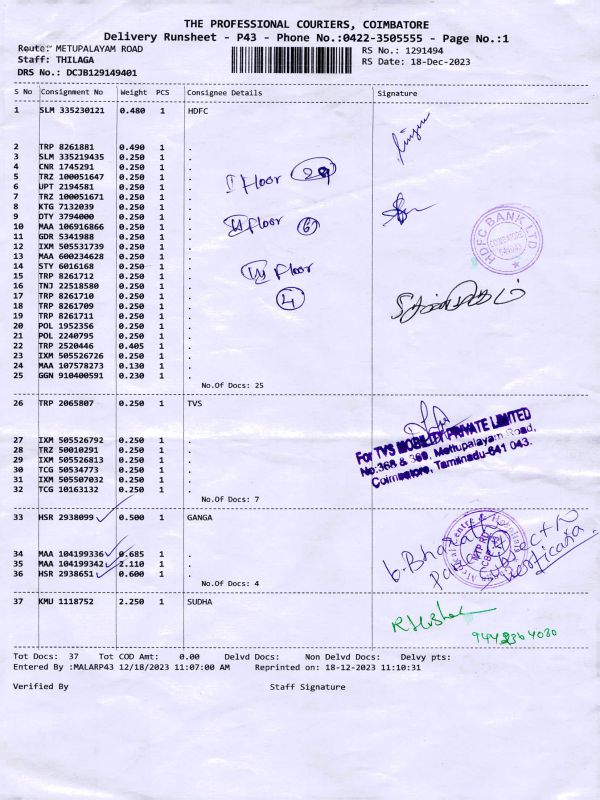 THE PROFESSIONAL COURIERS, COIMBATORE
Delivery Runsheet - P43 - Phone No.:0422-3505555 - Page No.:1
Route: METUPALAYAM ROAD RS No.: 1291494
Staff: THILAGA RS Date: 18-Dec-2023
DRS No.: DCJB129149401
S No Consignment No Weight PCS Consignee Details Signature
1 SLM 335230121 0.480 1 HDFC
2 TRP 8261881 0.490 1 .
3 SLM 335219435 0.250 1 .
4 CNR 1745291 0.250 1 .
5 TRZ 100051647 0.250 1 .
6 UPT 2194581 0.250 1 .
7 TRZ 100051671 0.250 1 .
8 KTG 7132039 0.250 1 .
9 DTY 3794000 0.250 1 .
10 MAA 106916866 0.250 1 .
11 GDR 5341988 0.250 1 .
12 IXM 505531739 0.250 1 .
13 MAA 600234628 0.250 1 .
14 STY 6016168 0.250 1 .
15 TRP 8261712 0.250 1 .
16 TNJ 22518580 0.250 1 .
17 TRP 8261710 0.250 1 .
18 TRP 8261709 0.250 1 .
19 TRP 8261711 0.250 1 .
20 POL 1952356 0.250 1 .
21 POL 2240795 0.250 1 .
22 TRP 2520446 0.405 1 .
23 IXM 505526726 0.250 1 .
24 MAA 107578273 0.130 1 .
25 GGN 910400591 0.230 1 .
I Floor
II Floor 6
III Floor
4
HDFC BANK LTD
No.Of Docs: 25
26 TRP 2065807 0.250 1 TVS
For TVS MOBILITY PRIVATE LIMITED
No:368 & 369, Mettupalayam Road,
Coimbatore, Tamilnadu-641 043.
27 IXM 505526792 0.250 1 .
28 TRZ 50010291 0.250 1 .
29 IXM 505526813 0.250 1 .
30 TCG 50534773 0.250 1 .
31 IXM 505507032 0.250 1 .
32 TCG 10163132 0.250 1 .
No.Of Docs: 7
33 HSR 2938099 0.500 1 GANGA
34 MAA 104199336 0.685 1 .
35 MAA 104199342 2.110 1 .
36 HSR 2938651 0.600 1 .
No.Of Docs: 4
37 KMU 1118752 2.250 1 SUDHA
9442364080
Tot Docs: 37 Tot COD Amt: 0.00 Delvd Docs: Non Delvd Docs: Delvy pts:
Entered By :MALARP43 12/18/2023 11:07:00 AM Reprinted on: 18-12-2023 11:10:31
Verified By Staff Signature